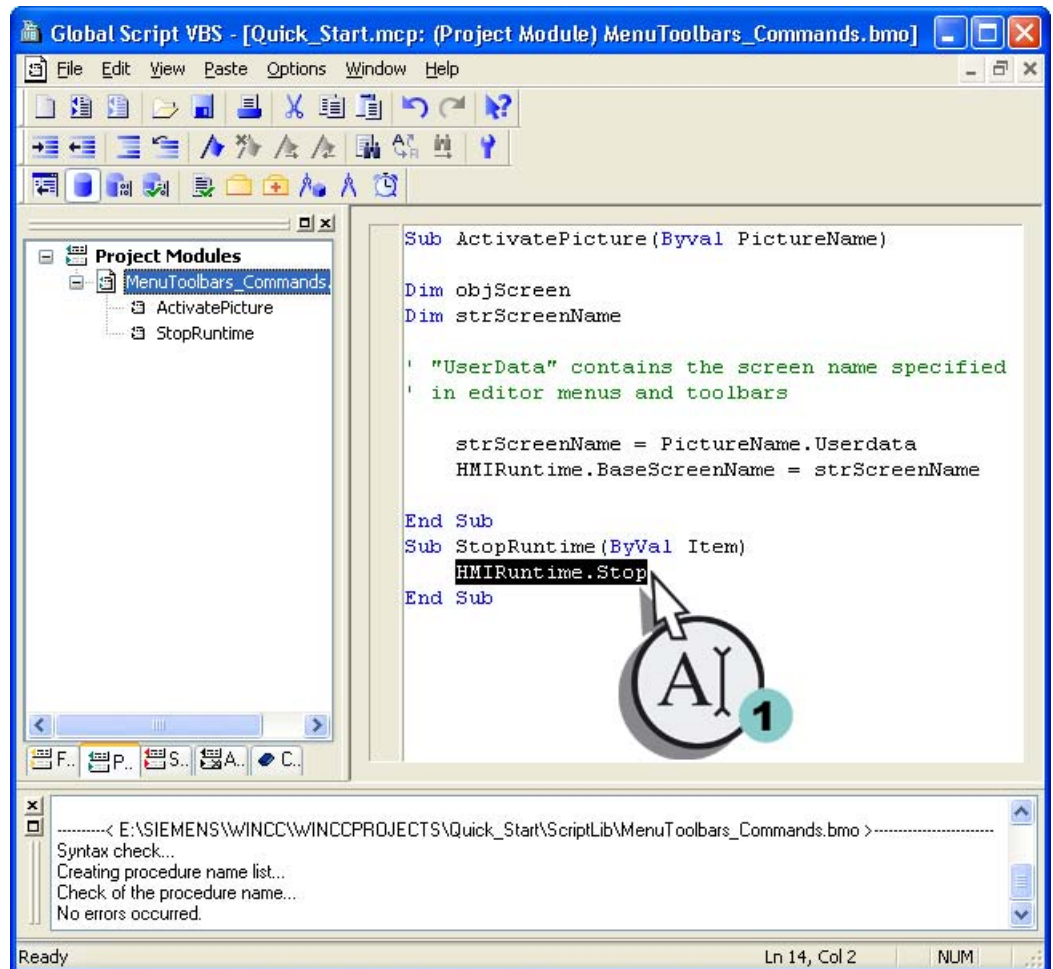 Global Script VBS - [Quick_Start.mcp: (Project Module) MenuToolbars_Commands.bmo]
File Edit View Paste Options Window Help
Project Modules
MenuToolbars_Commands.
ActivatePicture
StopRuntime
Sub ActivatePicture(Byval PictureName)
Dim objScreen
Dim strScreenName
' "UserData" contains the screen name specified
' in editor menus and toolbars
strScreenName = PictureName.Userdata
HMIRuntime.BaseScreenName = strScreenName
End Sub
Sub StopRuntime(ByVal Item)
HMIRuntime.Stop
End Sub
A
1
F.. P.. S.. A.. C..
---------< E:\SIEMENS\WINCC\WINCCPROJECTS\Quick_Start\ScriptLib\MenuToolbars_Commands.bmo >-----------------------
Syntax check...
Creating procedure name list...
Check of the procedure name...
No errors occurred.
Ready Ln 14, Col 2 NUM